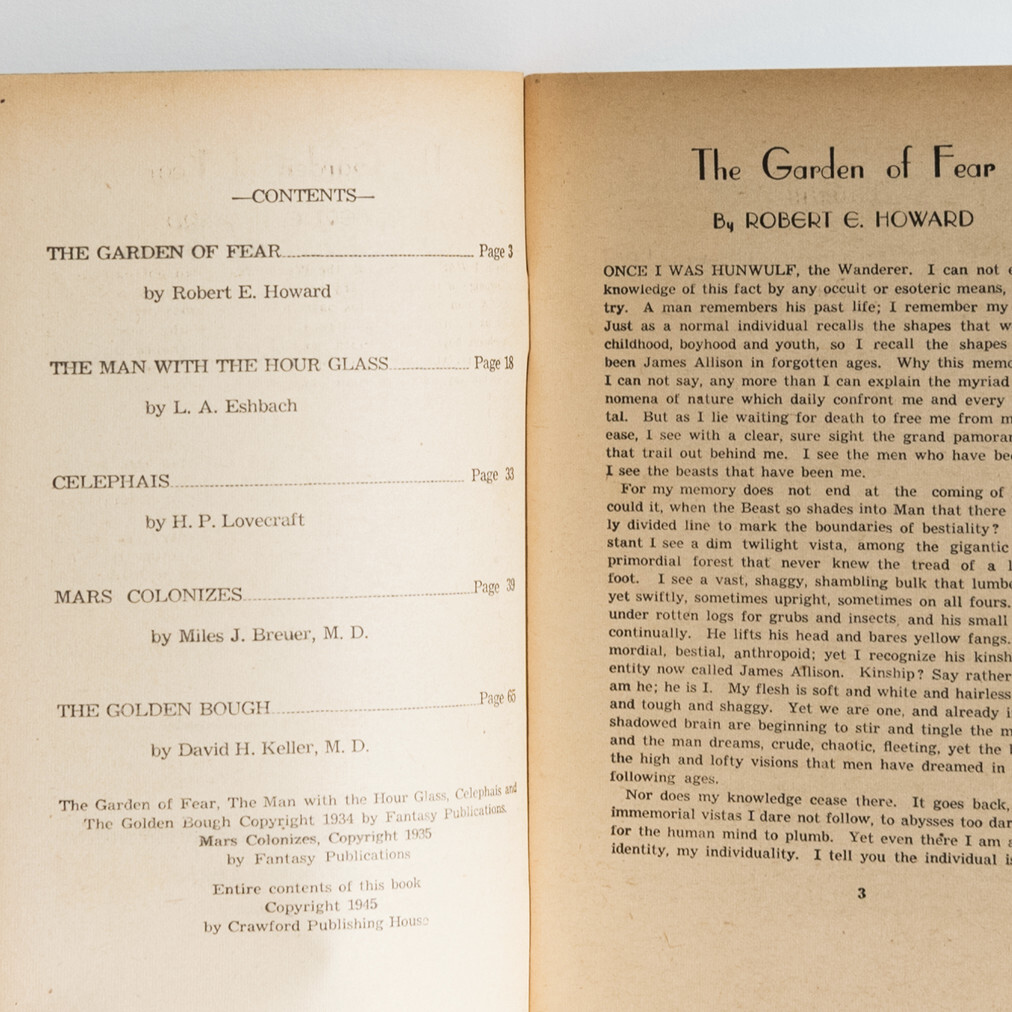 —CONTENTS—
THE GARDEN OF FEAR Page 3
by Robert E. Howard
THE MAN WITH THE HOUR GLASS Page 18
by L. A. Eshbach
CELEPHAIS Page 33
by H. P. Lovecraft
MARS COLONIZES Page 39
by Miles J. Breuer, M. D.
THE GOLDEN BOUGH Page 65
by David H. Keller, M. D.
The Garden of Fear, The Man with the Hour Glass, Celephais and
The Golden Bough Copyright 1934 by Fantasy Publications.
Mars Colonizes, Copyright 1935
by Fantasy Publications
Entire contents of this book
Copyright 1945
by Crawford Publishing House
The Garden of Fear
By ROBERT E. HOWARD
ONCE I WAS HUNWULF, the Wanderer. I can not
knowledge of this fact by any occult or esoteric means,
try. A man remembers his past life; I remember my
Just as a normal individual recalls the shapes that
childhood, boyhood and youth, so I recall the shapes
been James Allison in forgotten ages. Why this
I can not say, any more than I can explain the myriad
nomena of nature which daily confront me and every
tal. But as I lie waiting for death to free me from
ease, I see with a clear, sure sight the grand
that trail out behind me. I see the men who have
I see the beasts that have been me.
For my memory does not end at the coming of
could it, when the Beast so shades into Man that there
ly divided line to mark the boundaries of bestiality?
stant I see a dim twilight vista, among the gigantic
primordial forest that never knew the tread of a
foot. I see a vast, shaggy, shambling bulk that
yet swiftly, sometimes upright, sometimes on all fours.
under rotten logs for grubs and insects, and his small
continually. He lifts his head and bares yellow fangs.
mordial, bestial, anthropoid; yet I recognize his
entity now called James Allison. Kinship? Say rather
am he; he is I. My flesh is soft and white and hairless
and tough and shaggy. Yet we are one, and already
shadowed brain are beginning to stir and tingle the
and the man dreams, crude, chaotic, fleeting, yet the
the high and lofty visions that men have dreamed in
following ages.
Nor does my knowledge cease there. It goes back,
immemorial vistas I dare not follow, to abysses too
for the human mind to plumb. Yet even there I am
identity, my individuality. I tell you the individual
3